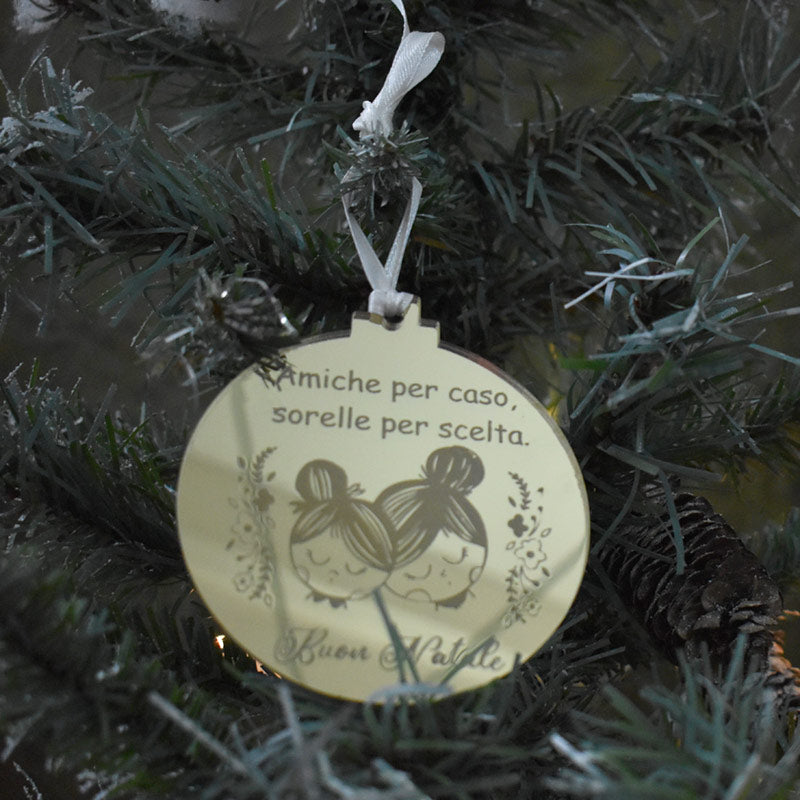 Amiche per caso,
sorelle per scelta.
Buon Natale